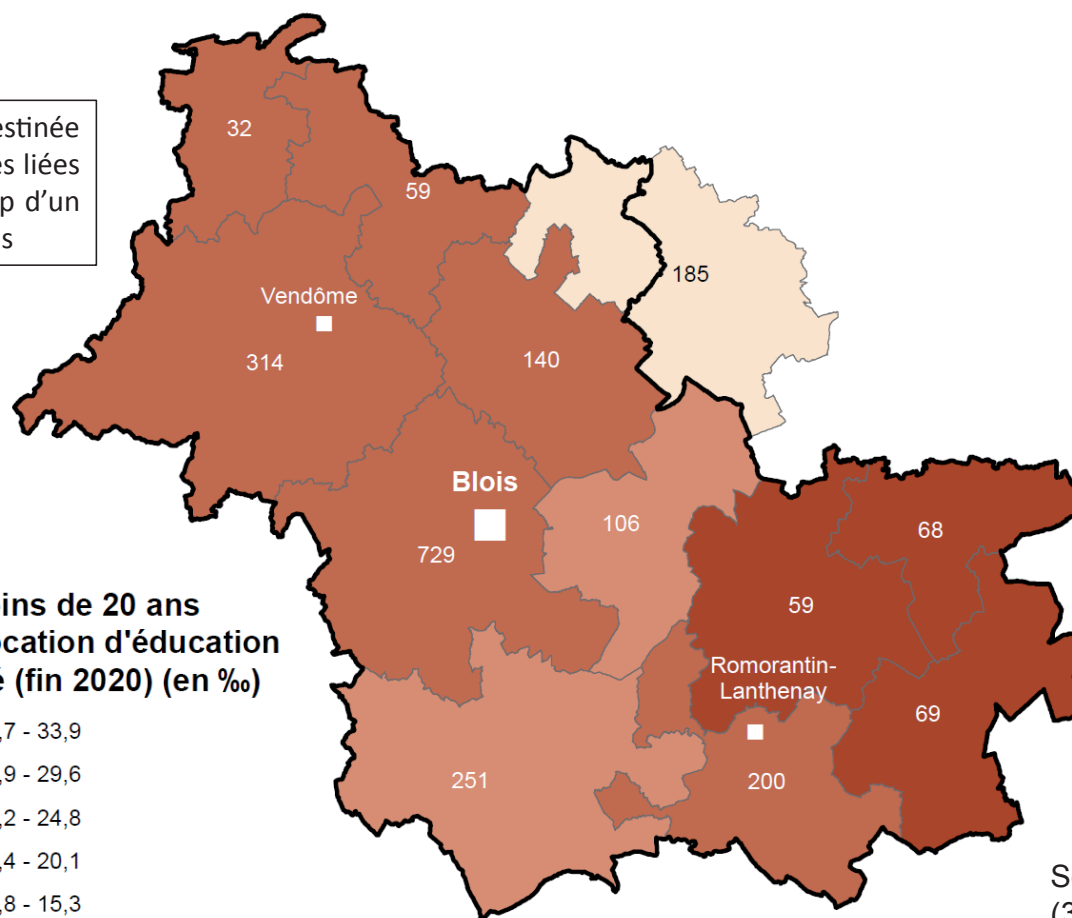 estinée
es liées
p d’un
s
32
59
185
Vendôme
314
140
Blois
106
729
68
59
Romorantin-
Lanthenay
69
251
200
oins de 20 ans
ocation d'éducation
é (fin 2020) (en ‰)
,7 - 33,9
,9 - 29,6
,2 - 24,8
,4 - 20,1
,8 - 15,3
S
(3